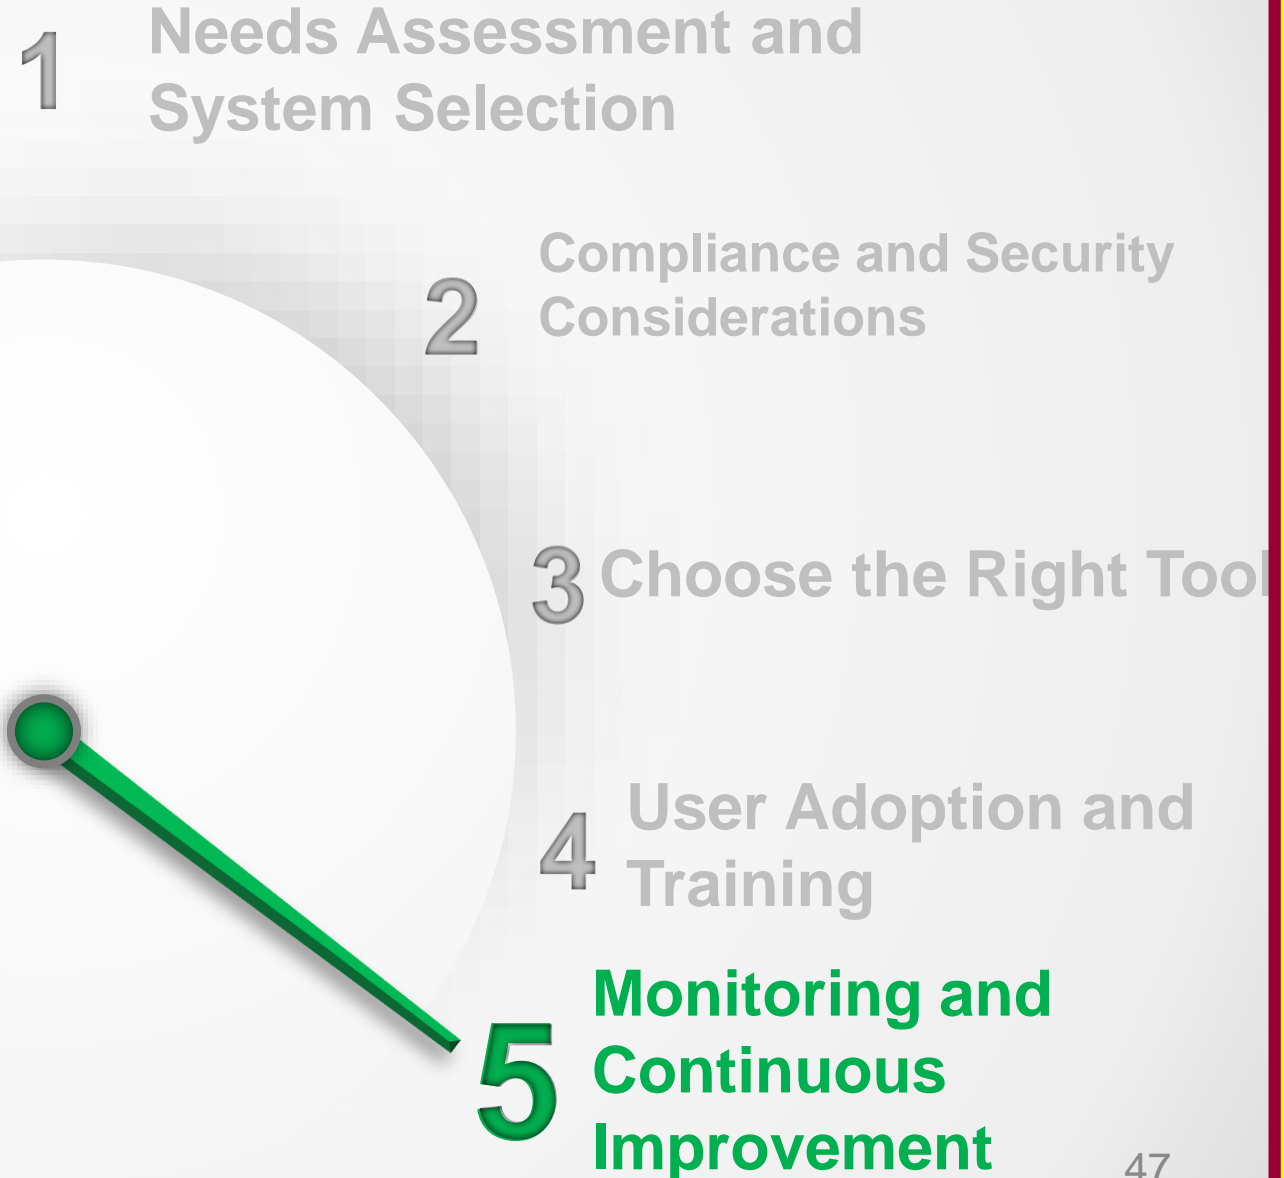 1
Needs Assessment and
System Selection
2
Compliance and Security
Considerations
3
Choose the Right Tool
4
User Adoption and
Training
5
Monitoring and
Continuous
Improvement
47